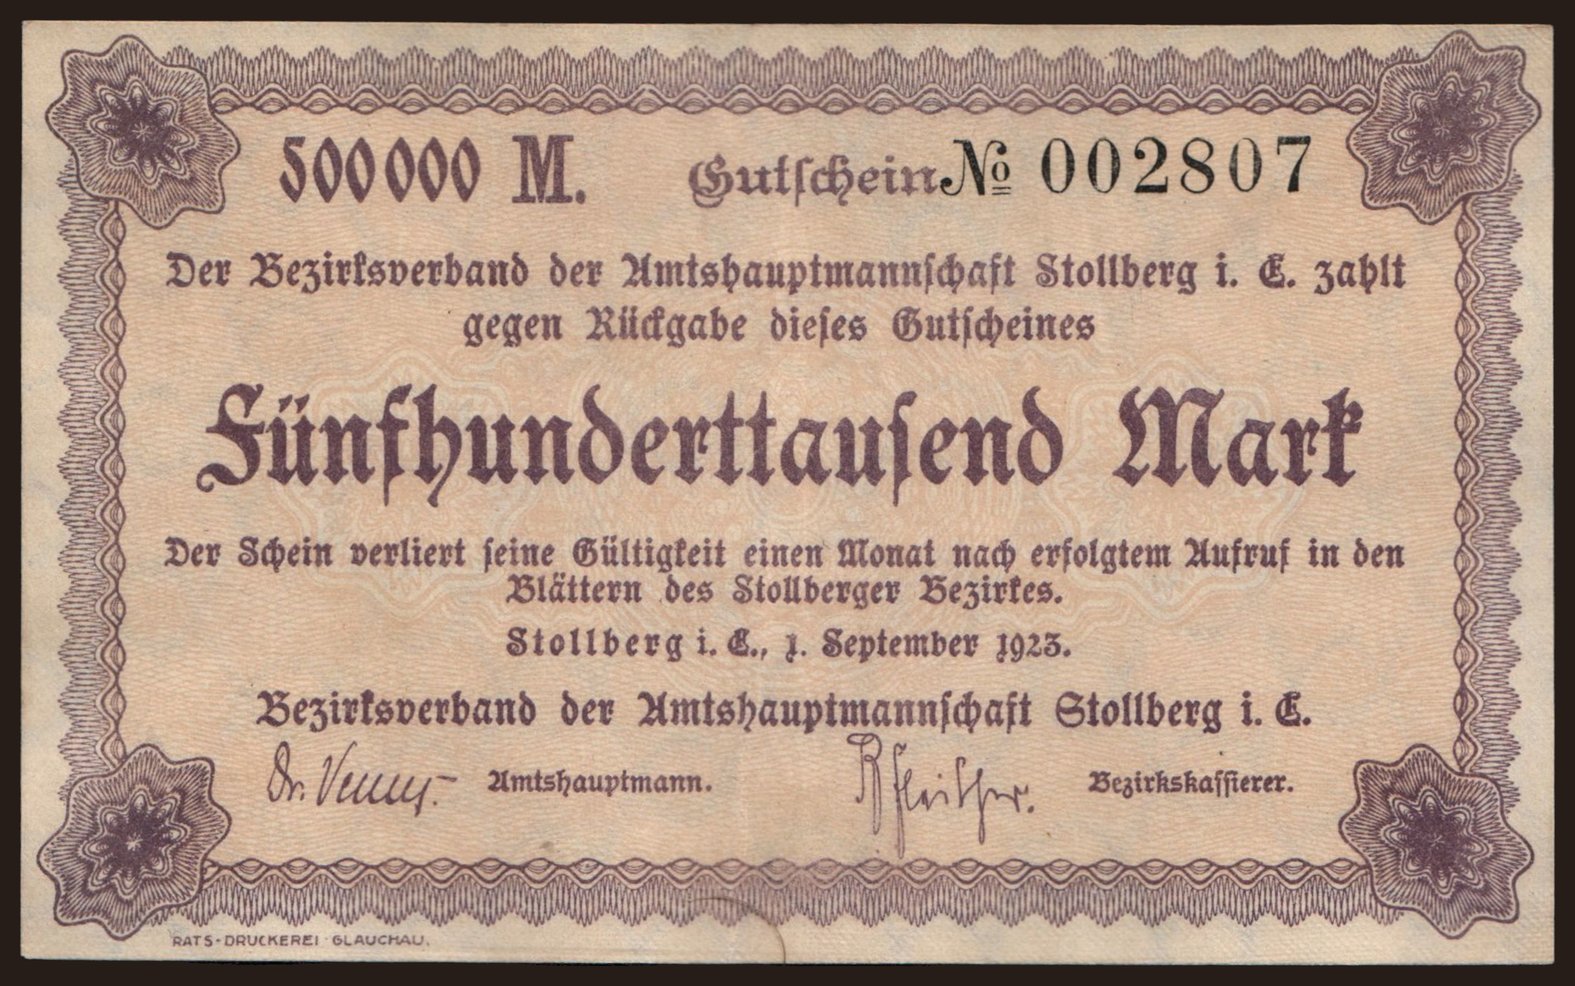 500000 M. Gutschein № 002807
Der Bezirksverband der Amtshauptmannschaft Stollberg i. E. zahlt
gegen Rückgabe dieses Gutscheines
Fünfhunderttausend Mark
Der Schein verliert seine Gültigkeit einen Monat nach erfolgtem Aufruf in den
Blättern des Stollberger Bezirkes.
Stollberg i. E., 1. September 1923.
Bezirksverband der Amtshauptmannschaft Stollberg i. E.
Dr. Amtshauptmann. Bezirkskassierer.
RATS-DRUCKEREI GLAUCHAU.